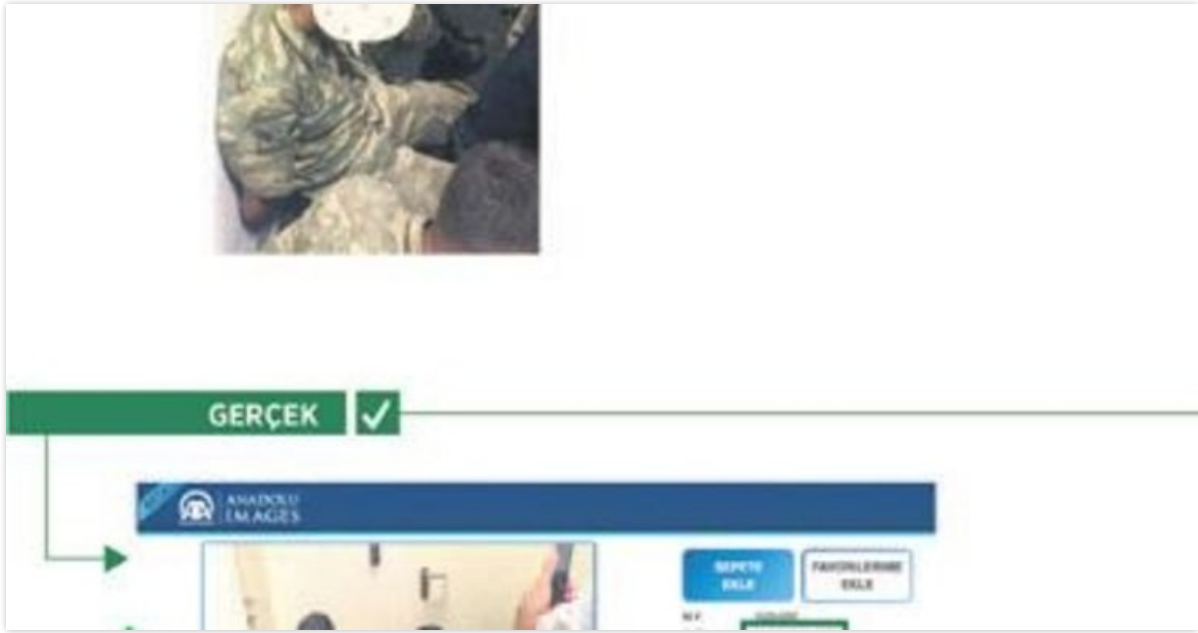 GERÇEK
ANADOLU
IMAGES
SEPETE
EKLE
FAVORİLERİME
EKLE